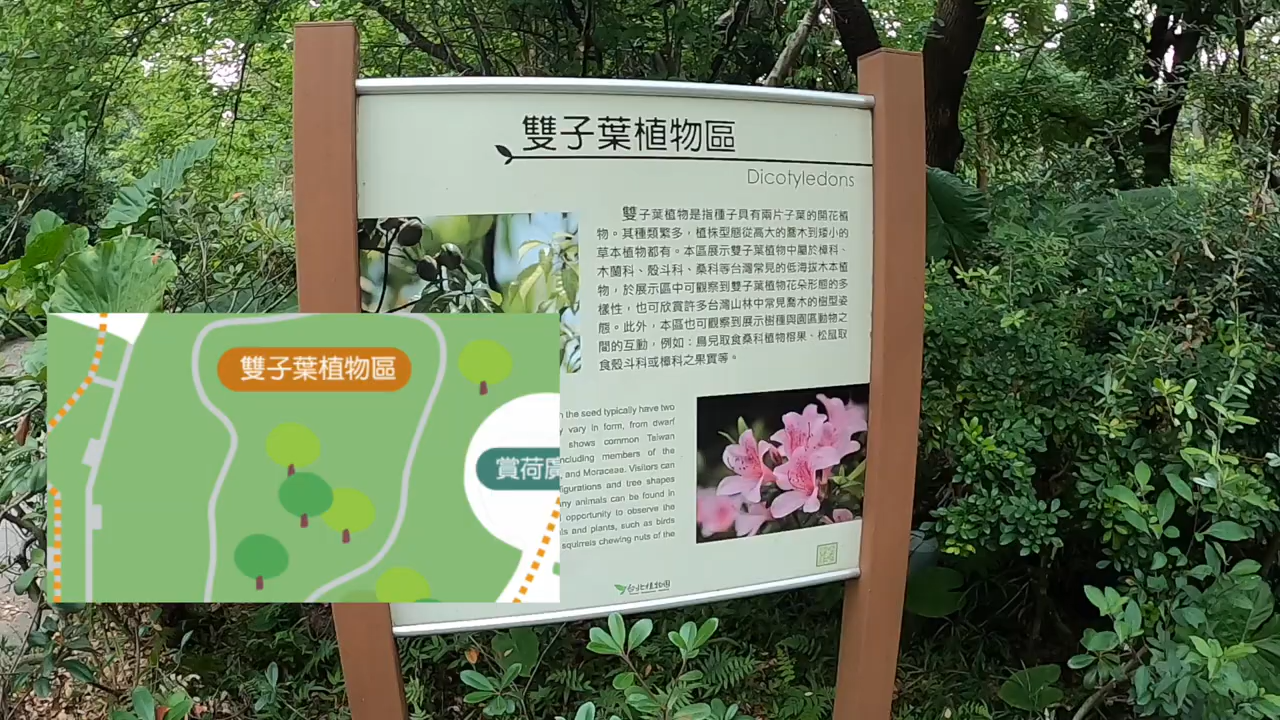 雙子葉植物區
Dicotyledons
雙子葉植物是指種子具有兩片子葉的開花植
物。其種類繁多,植株型態從高大的喬木到矮小的
草本植物都有。本區展示雙子葉植物中屬於樟科、
木蘭科、殼斗科、桑科等台灣常見的低海拔木本植
物,於展示區中可觀察到雙子葉植物花朵形態的多
樣性,也可欣賞許多台灣山林中常見喬木的樹型姿
態。此外,本區也可觀察到展示樹種與園區動物之
間的互動,例如:鳥兒取食桑科植物榕果、松鼠取
食殼斗科或樟科之果實等。
the seed typically have two
vary in form, from dwarf
shows common Taiwan
including members of the
and Moraceae. Visitors can
figurations and tree shapes
animals can be found in
opportunity to observe the
and plants, such as birds
squirrels chewing nuts of the
台北植物園
雙子葉植物區
賞荷廣